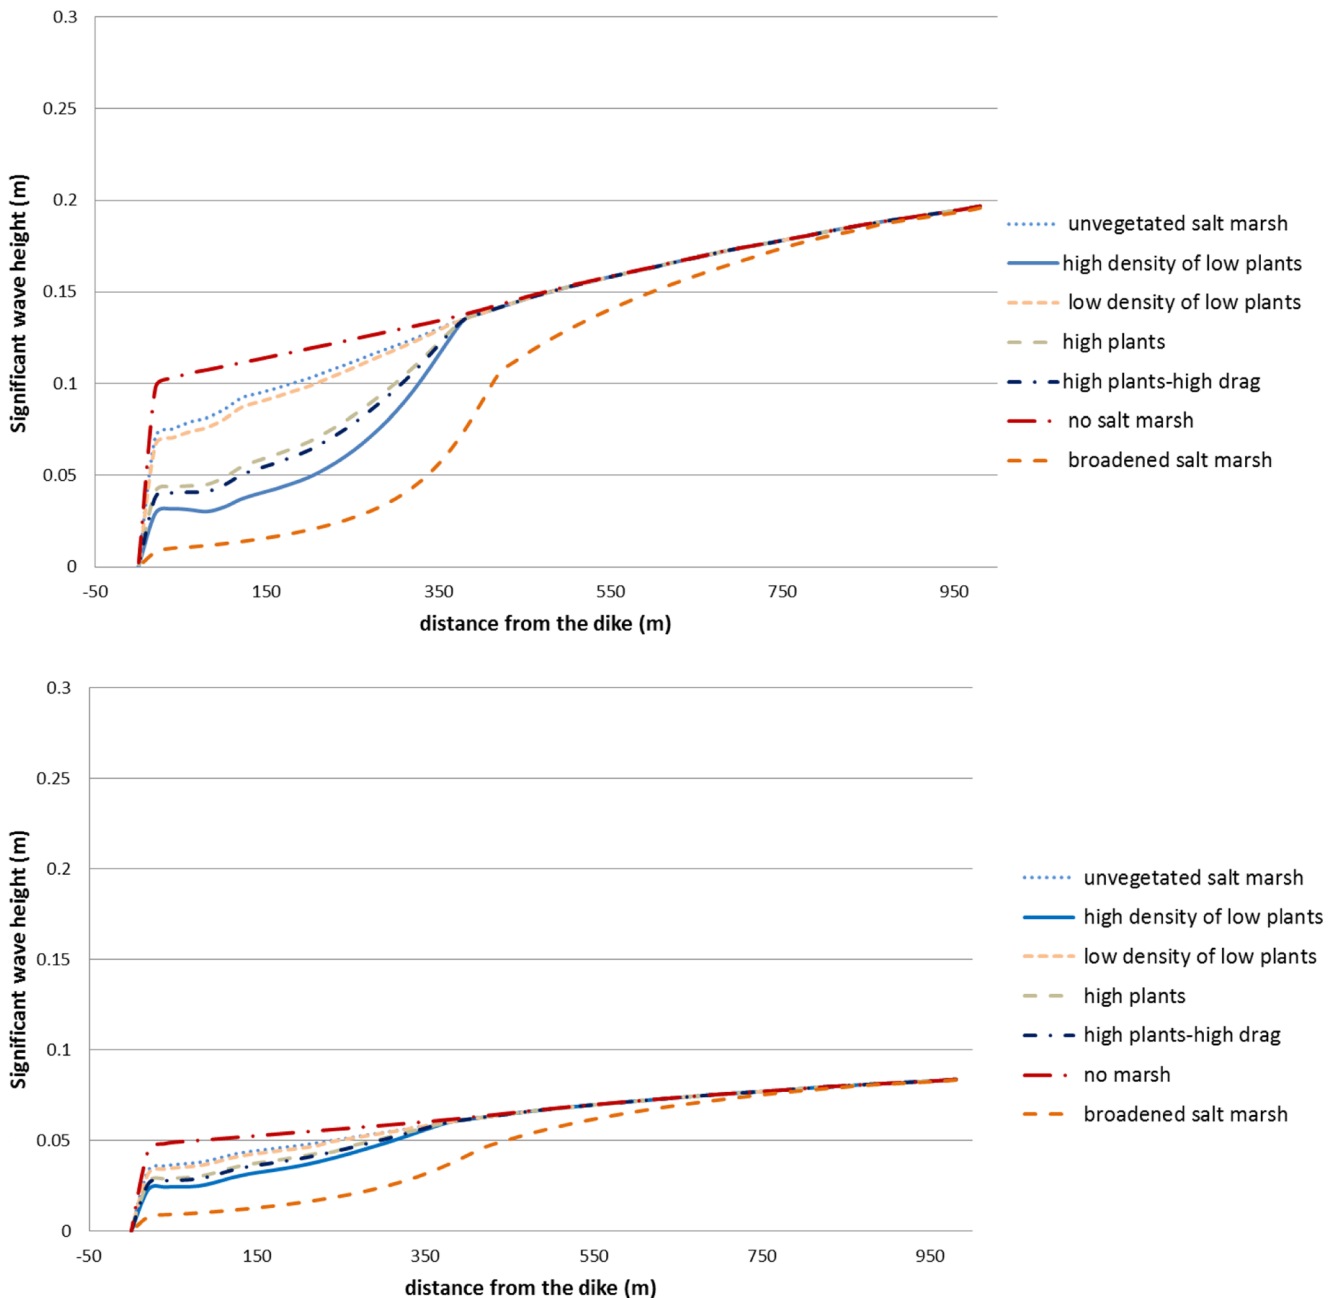 0.3
0.25
0.2
0.15
0.1
0.05
0
Significant wave height (m)
-50 150 350 550 750 950
distance from the dike (m)
unvegetated salt marsh
high density of low plants
low density of low plants
high plants
high plants-high drag
no salt marsh
broadened salt marsh
0.3
0.25
0.2
0.15
0.1
0.05
0
Significant wave height (m)
-50 150 350 550 750 950
distance from the dike (m)
unvegetated salt marsh
high density of low plants
low density of low plants
high plants
high plants-high drag
no marsh
broadened salt marsh